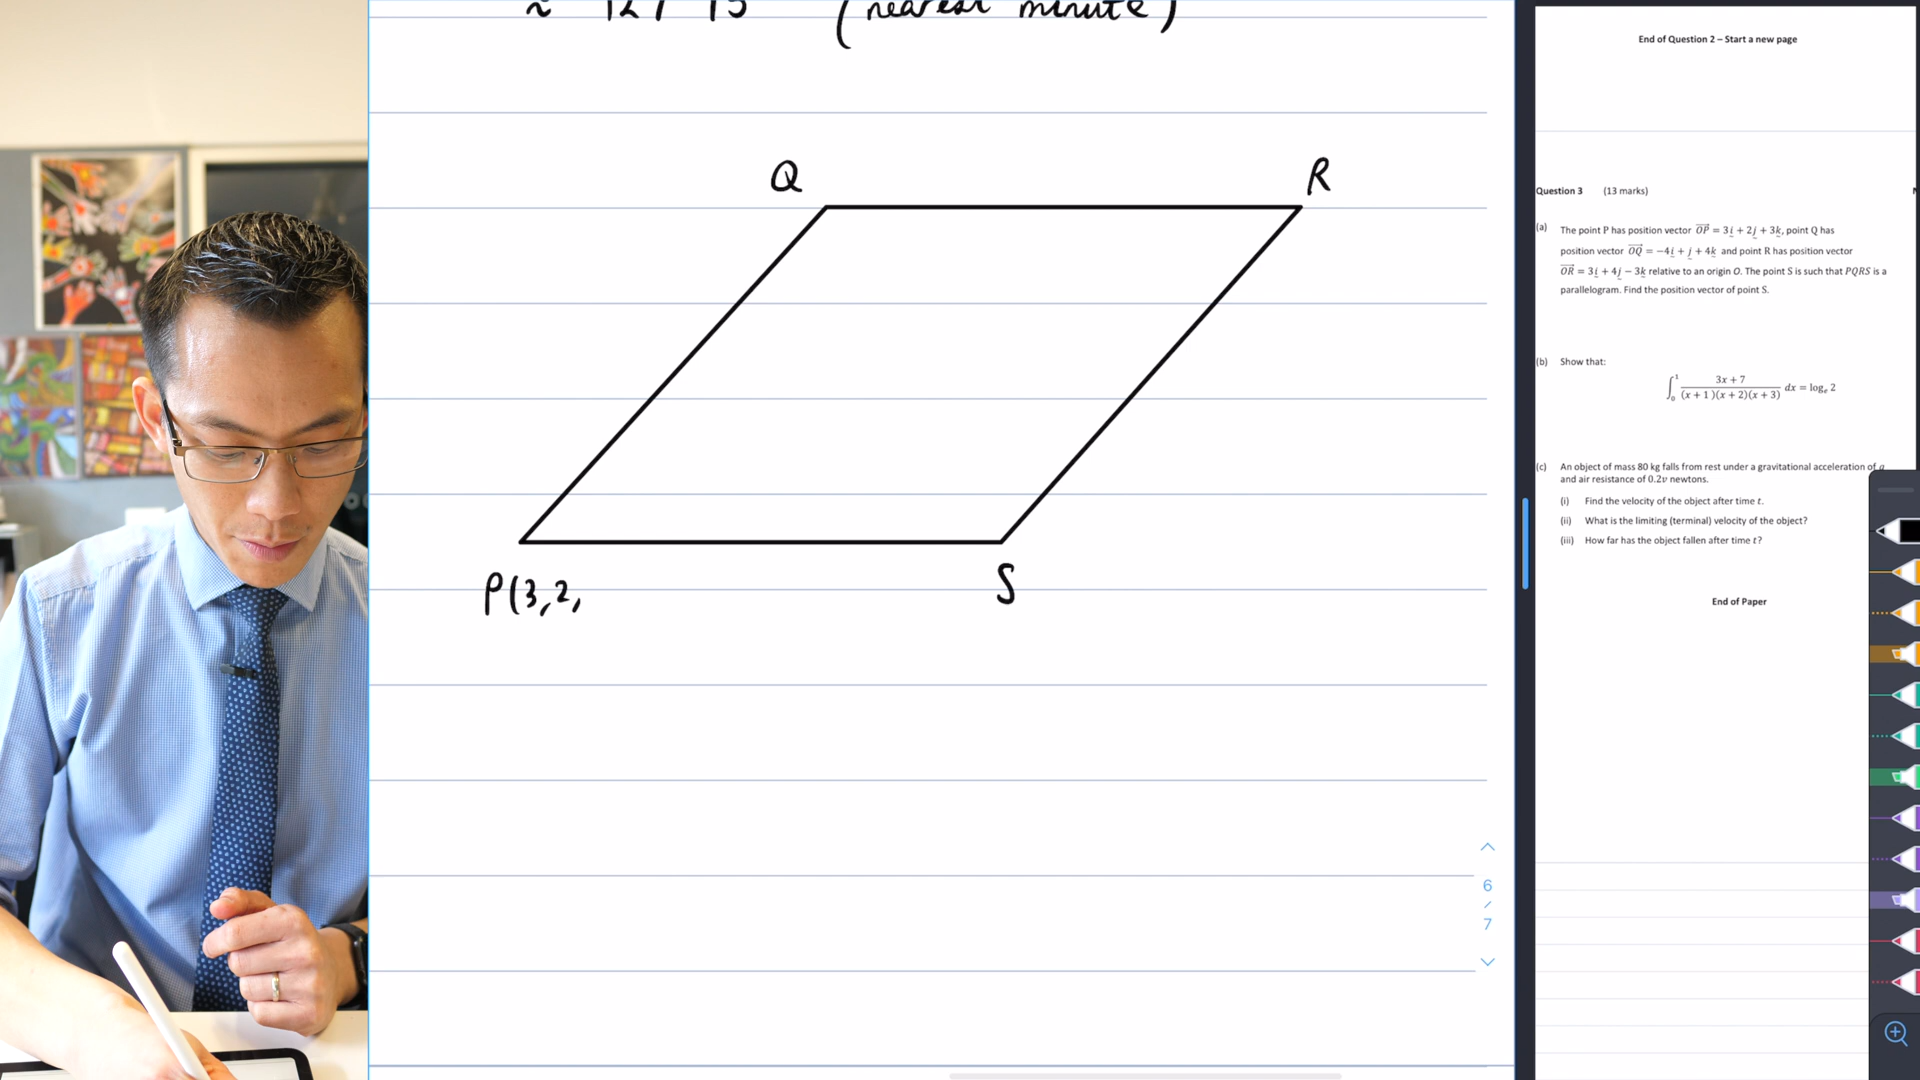 ≈ 127° 15' (nearest minute)
Q
R
P(3,2,
S
6
/
7
End of Question 2 – Start a new page
Question 3 (13 marks)
(a) The point P has position vector OP = 3i + 2j + 3k, point Q has
position vector OQ = −4i + j + 4k and point R has position vector
OR = 3i + 4j − 3k relative to an origin O. The point S is such that PQRS is a
parallelogram. Find the position vector of point S.
(b) Show that:
∫₀¹ (3x + 7)/((x + 1)(x + 2)(x + 3)) dx = logₑ 2
(c) An object of mass 80 kg falls from rest under a gravitational acceleration of g
and air resistance of 0.2v newtons.
(i) Find the velocity of the object after time t.
(ii) What is the limiting (terminal) velocity of the object?
(iii) How far has the object fallen after time t?
End of Paper